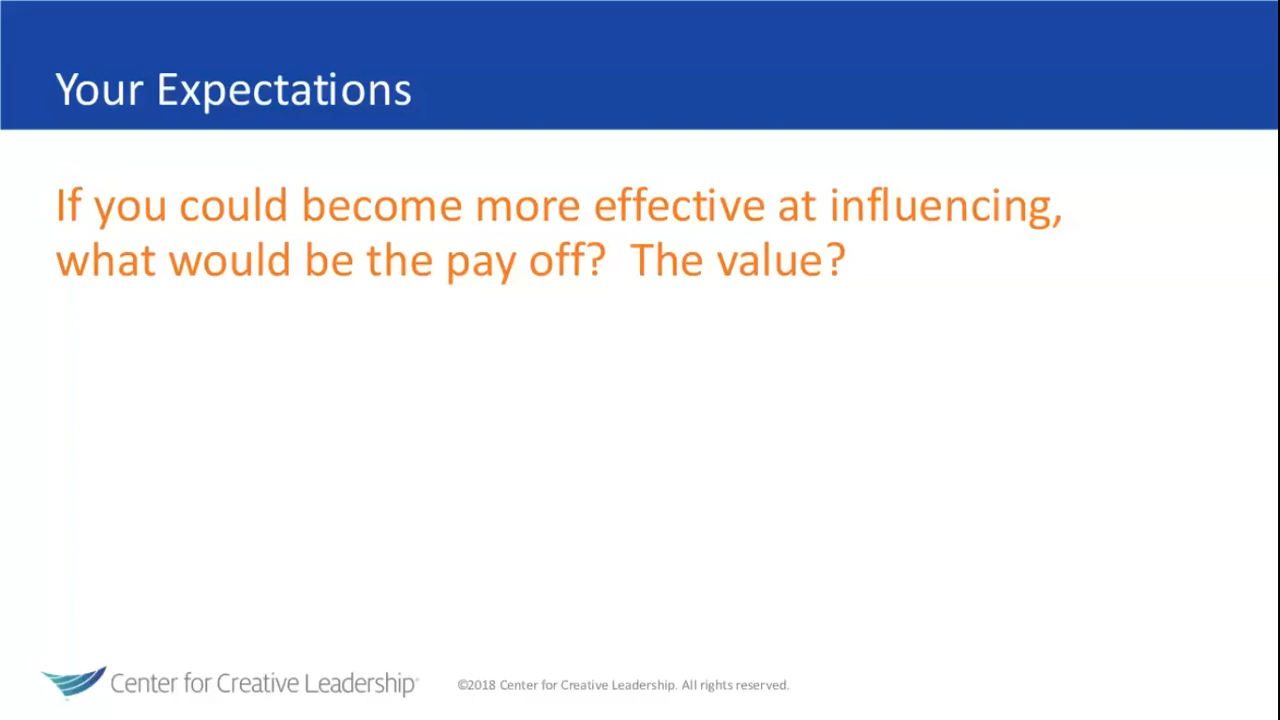 Your Expectations
If you could become more effective at influencing,
what would be the pay off?  The value?
Center for Creative Leadership®
©2018 Center for Creative Leadership. All rights reserved.